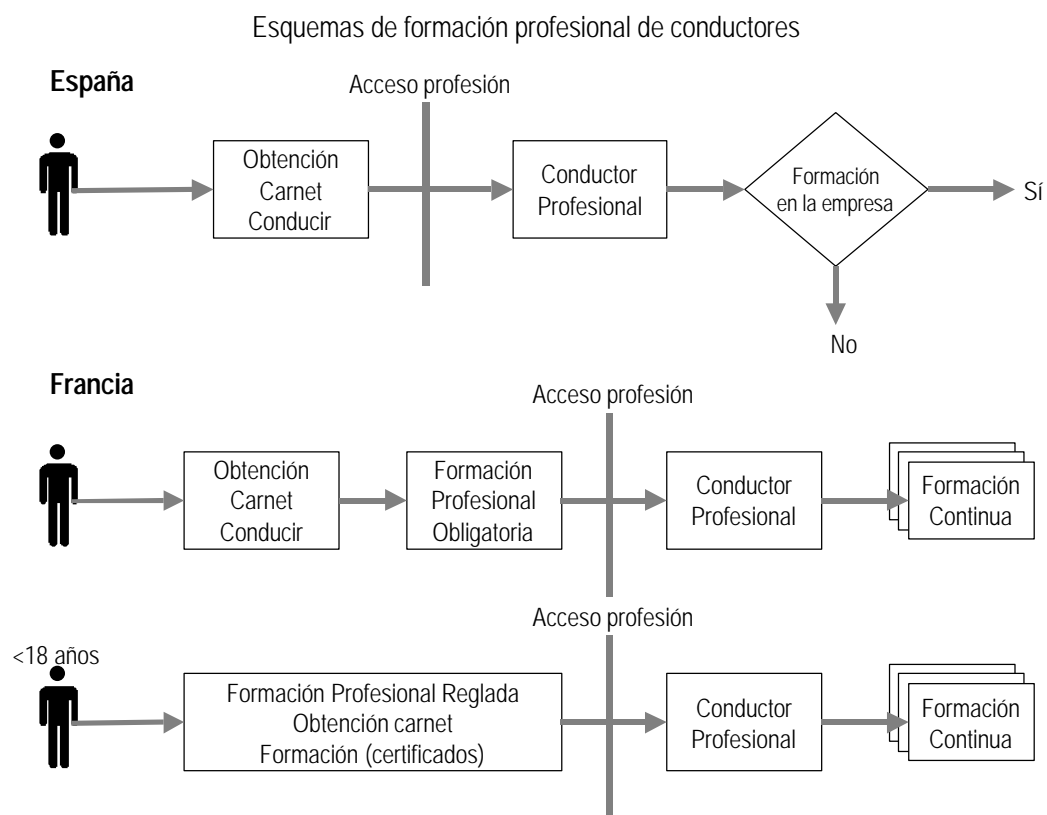 Esquemas de formación profesional de conductores
España
Acceso profesión
Obtención
Carnet
Conducir
Conductor
Profesional
Formación
en la empresa
Sí
No
Francia
Acceso profesión
Obtención
Carnet
Conducir
Formación
Profesional
Obligatoria
Conductor
Profesional
Formación
Continua
Acceso profesión
<18 años
Formación Profesional Reglada
Obtención carnet
Formación (certificados)
Conductor
Profesional
Formación
Continua